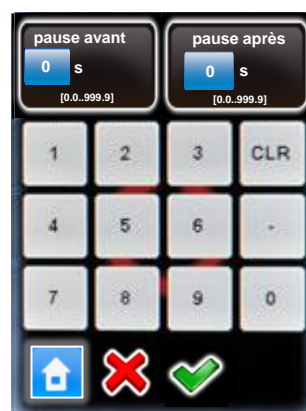 pause avant
0 s
[0.0..999.9]
pause après
0 s
[0.0..999.9]
1 2 3 CLR
4 5 6 -
7 8 9 0